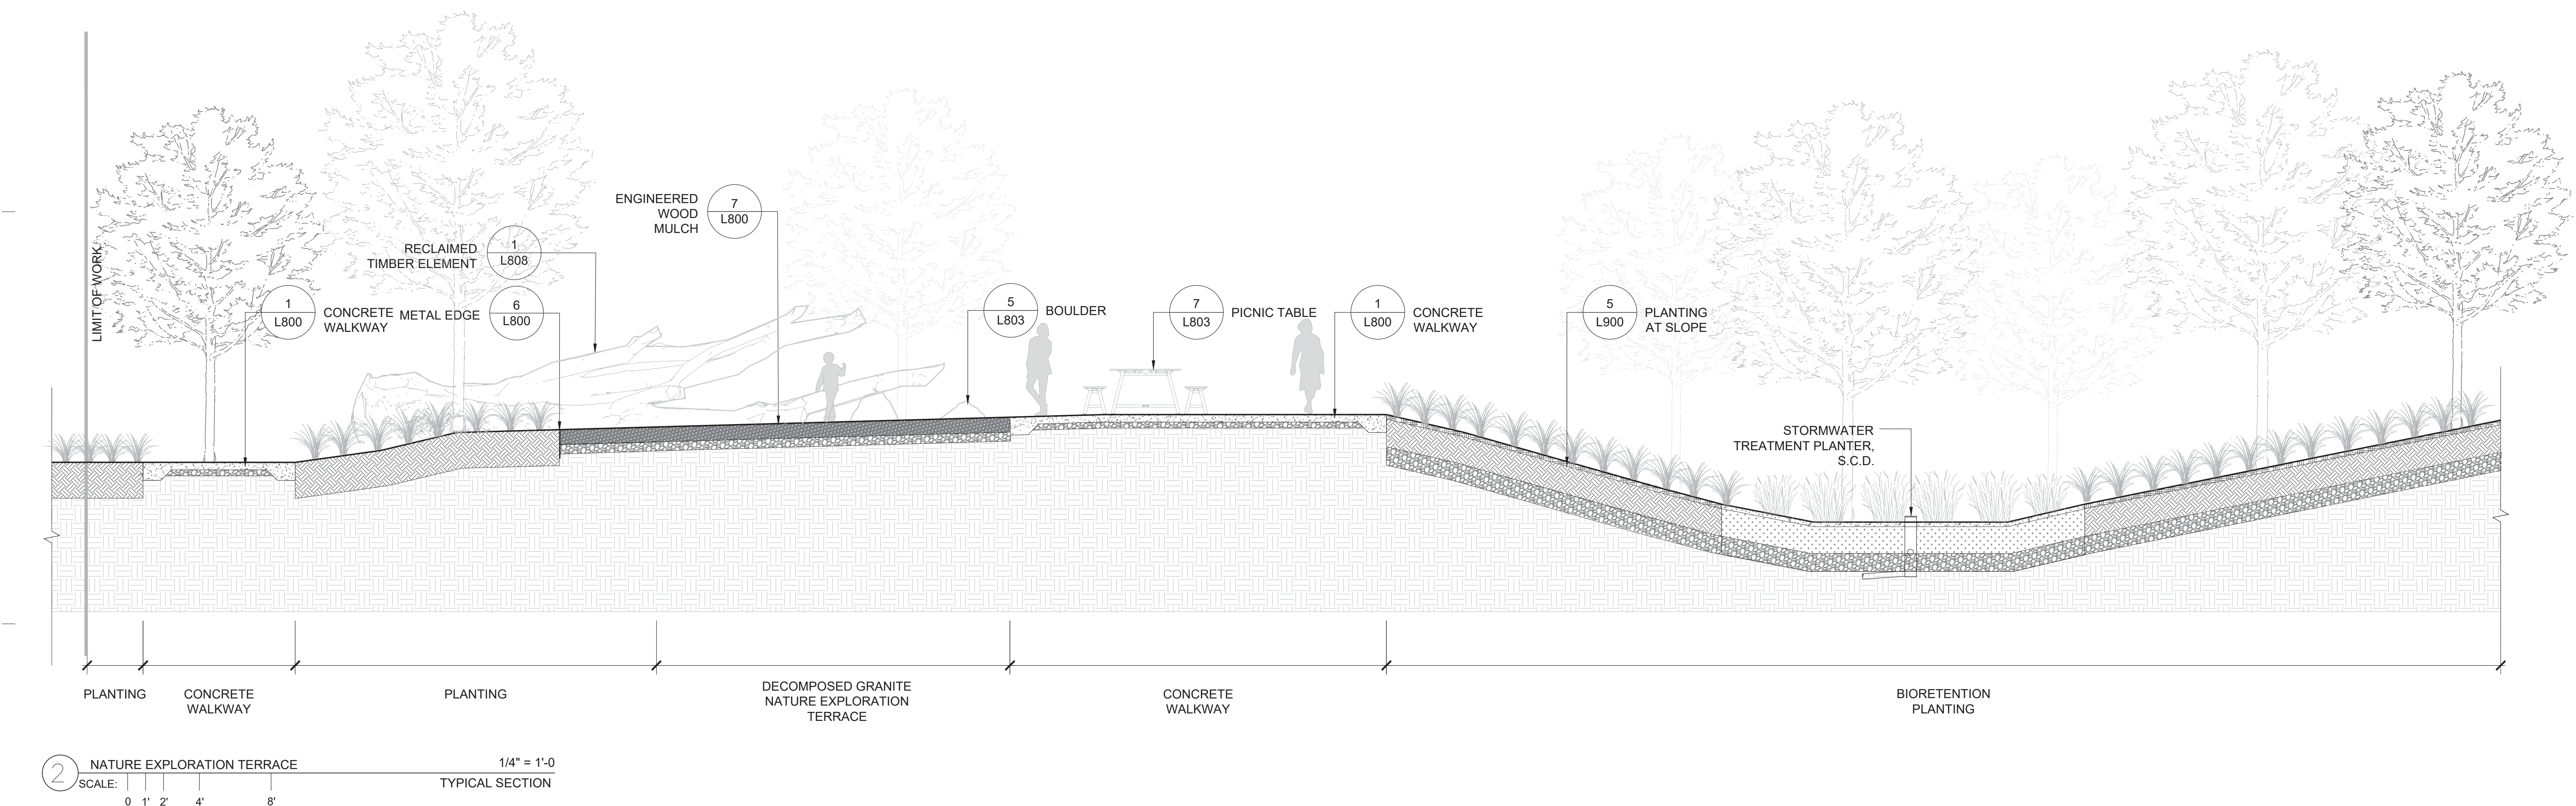 LIMIT OF WORK
ENGINEERED
WOOD
MULCH
7
L800
RECLAIMED
TIMBER ELEMENT
1
L808
1
L800
CONCRETE
WALKWAY
METAL EDGE
6
L800
5
L803
BOULDER
7
L803
PICNIC TABLE
1
L800
CONCRETE
WALKWAY
5
L900
PLANTING
AT SLOPE
STORMWATER
TREATMENT PLANTER,
S.C.D.
PLANTING
CONCRETE
WALKWAY
PLANTING
DECOMPOSED GRANITE
NATURE EXPLORATION
TERRACE
CONCRETE
WALKWAY
BIORETENTION
PLANTING
2
NATURE EXPLORATION TERRACE
1/4" = 1'-0
SCALE:
TYPICAL SECTION
0 1' 2' 4' 8'